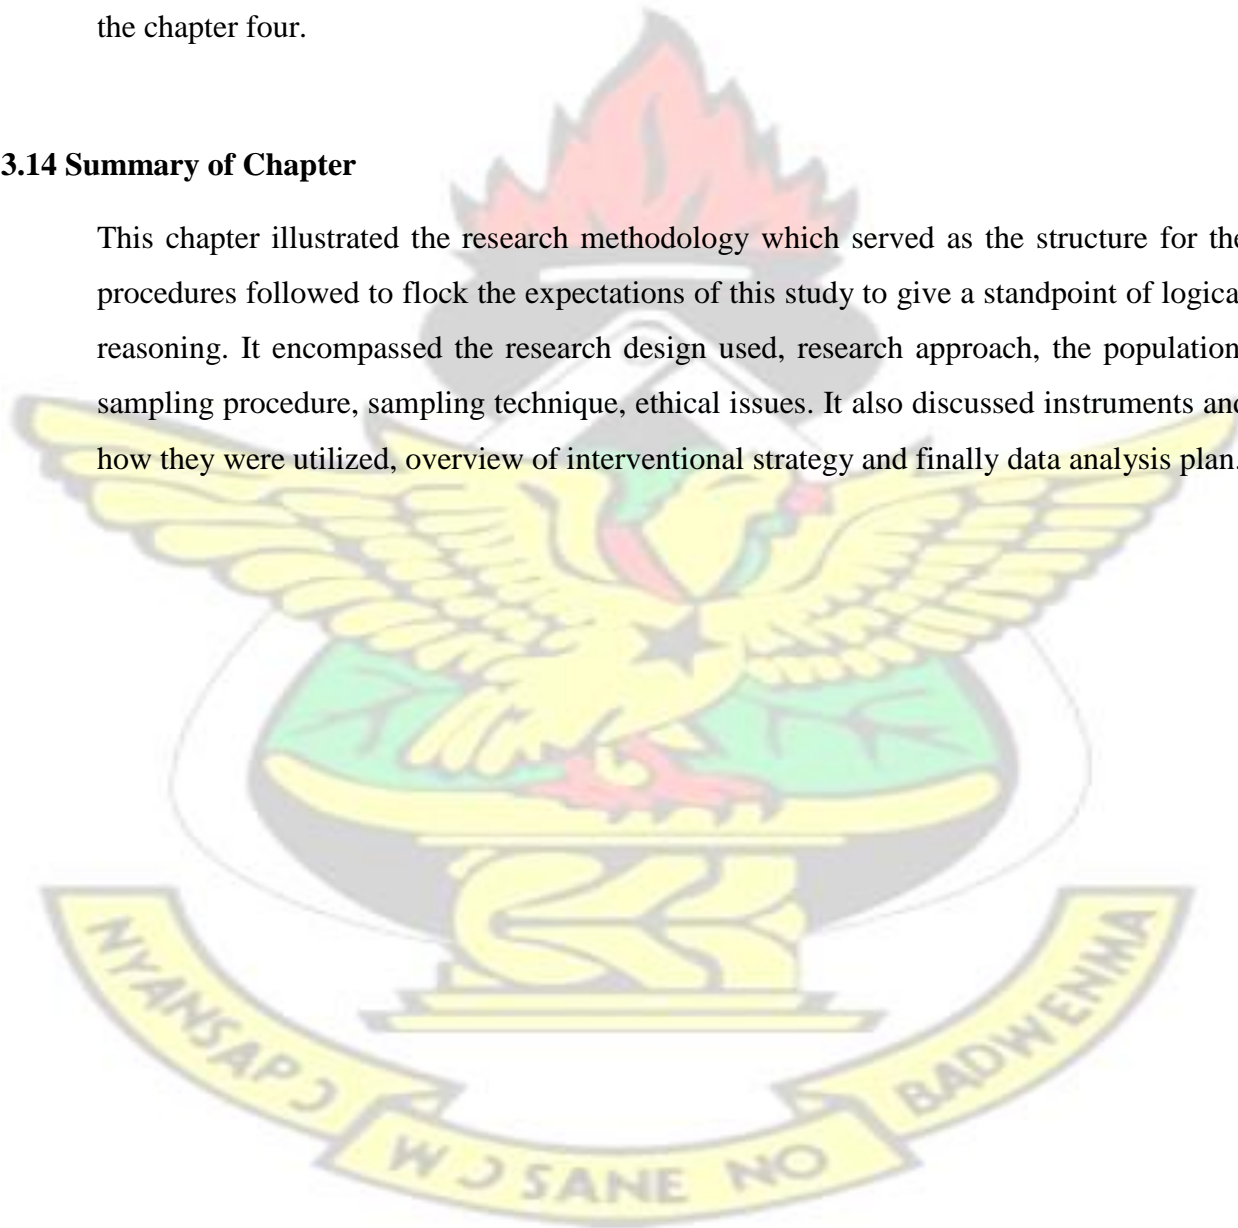 the chapter four.
3.14 Summary of Chapter
This chapter illustrated the research methodology which served as the structure for the
procedures followed to flock the expectations of this study to give a standpoint of logica
reasoning. It encompassed the research design used, research approach, the population
sampling procedure, sampling technique, ethical issues. It also discussed instruments and
how they were utilized, overview of interventional strategy and finally data analysis plan.
NYANSAPƆ WƆSANE NO BADWENMA